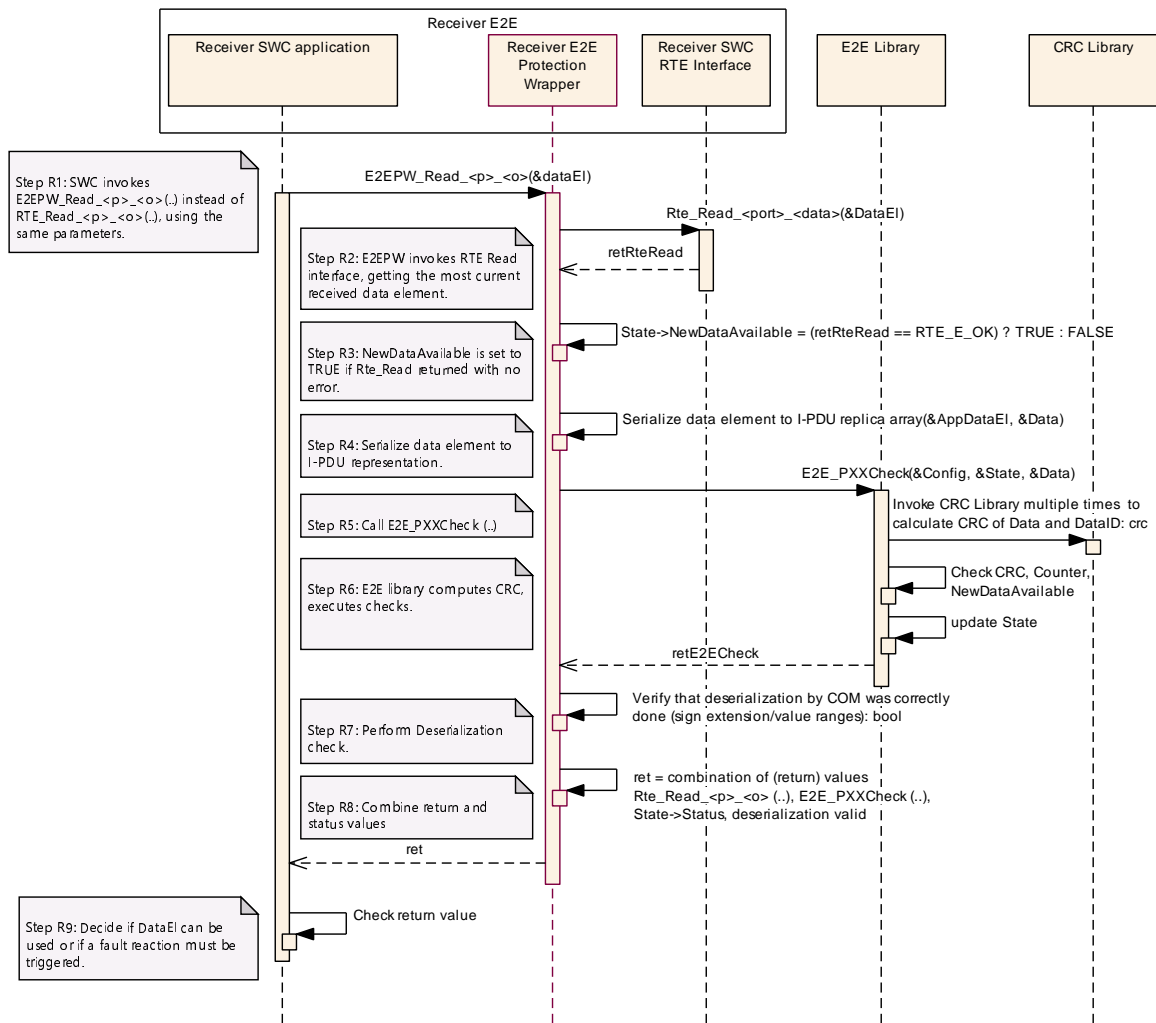 Receiver E2E
Receiver SWC application
Receiver E2E
Protection
Wrapper
Receiver SWC
RTE Interface
E2E Library
CRC Library
Step R1: SWC invokes
E2EPW_Read_<p>_<o>(..) instead of
RTE_Read_<p>_<o>(..), using the
same parameters.
E2EPW_Read_<p>_<o>(&dataEl)
Rte_Read_<port>_<data>(&DataEl)
Step R2: E2EPW invokes RTE Read
interface, getting the most current
received data element.
retRteRead
State->NewDataAvailable = (retRteRead == RTE_E_OK) ? TRUE : FALSE
Step R3: NewDataAvailable is set to
TRUE if Rte_Read returned with no
error.
Serialize data element to I-PDU replica array(&AppDataEl, &Data)
Step R4: Serialize data element to
I-PDU representation.
E2E_PXXCheck(&Config, &State, &Data)
Step R5: Call E2E_PXXCheck (..)
Invoke CRC Library multiple times to
calculate CRC of Data and DataID: crc
Step R6: E2E library computes CRC,
executes checks.
Check CRC, Counter,
NewDataAvailable
update State
retE2ECheck
Verify that deserialization by COM was correctly
done (sign extension/value ranges): bool
Step R7: Perform Deserialization
check.
ret = combination of (return) values
Rte_Read_<p>_<o> (..), E2E_PXXCheck (..),
State->Status, deserialization valid
Step R8: Combine return and
status values
ret
Check return value
Step R9: Decide if DataEl can be
used or if a fault reaction must be
triggered.